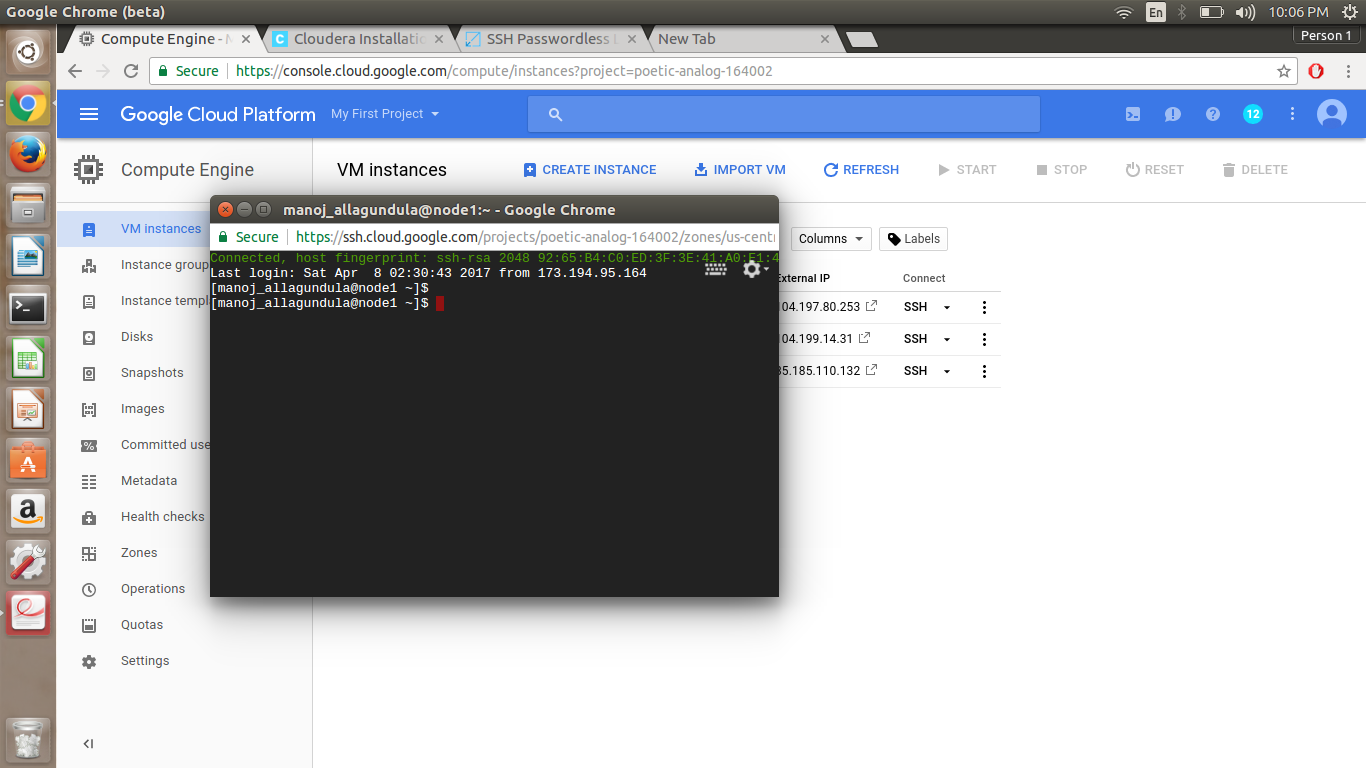 Google Chrome (beta)
En
10:06 PM
Compute Engine - M
Cloudera Installatio
SSH Passwordless L
New Tab
Person 1
Secure
https://console.cloud.google.com/compute/instances?project=poetic-analog-164002
Google Cloud Platform
My First Project
12
Compute Engine
VM instances
CREATE INSTANCE
IMPORT VM
REFRESH
START
STOP
RESET
DELETE
manoj_allagundula@node1:~ - Google Chrome
Secure
https://ssh.cloud.google.com/projects/poetic-analog-164002/zones/us-centr
Connected, host fingerprint: ssh-rsa 2048 92:65:B4:C0:ED:3F:3E:41:A0:E1:4
Last login: Sat Apr  8 02:30:43 2017 from 173.194.95.164
[manoj_allagundula@node1 ~]$
[manoj_allagundula@node1 ~]$
VM instances
Instance group
Instance templ
Disks
Snapshots
Images
Committed use
Metadata
Health checks
Zones
Operations
Quotas
Settings
Columns
Labels
External IP
Connect
104.197.80.253
SSH
104.199.14.31
SSH
35.185.110.132
SSH